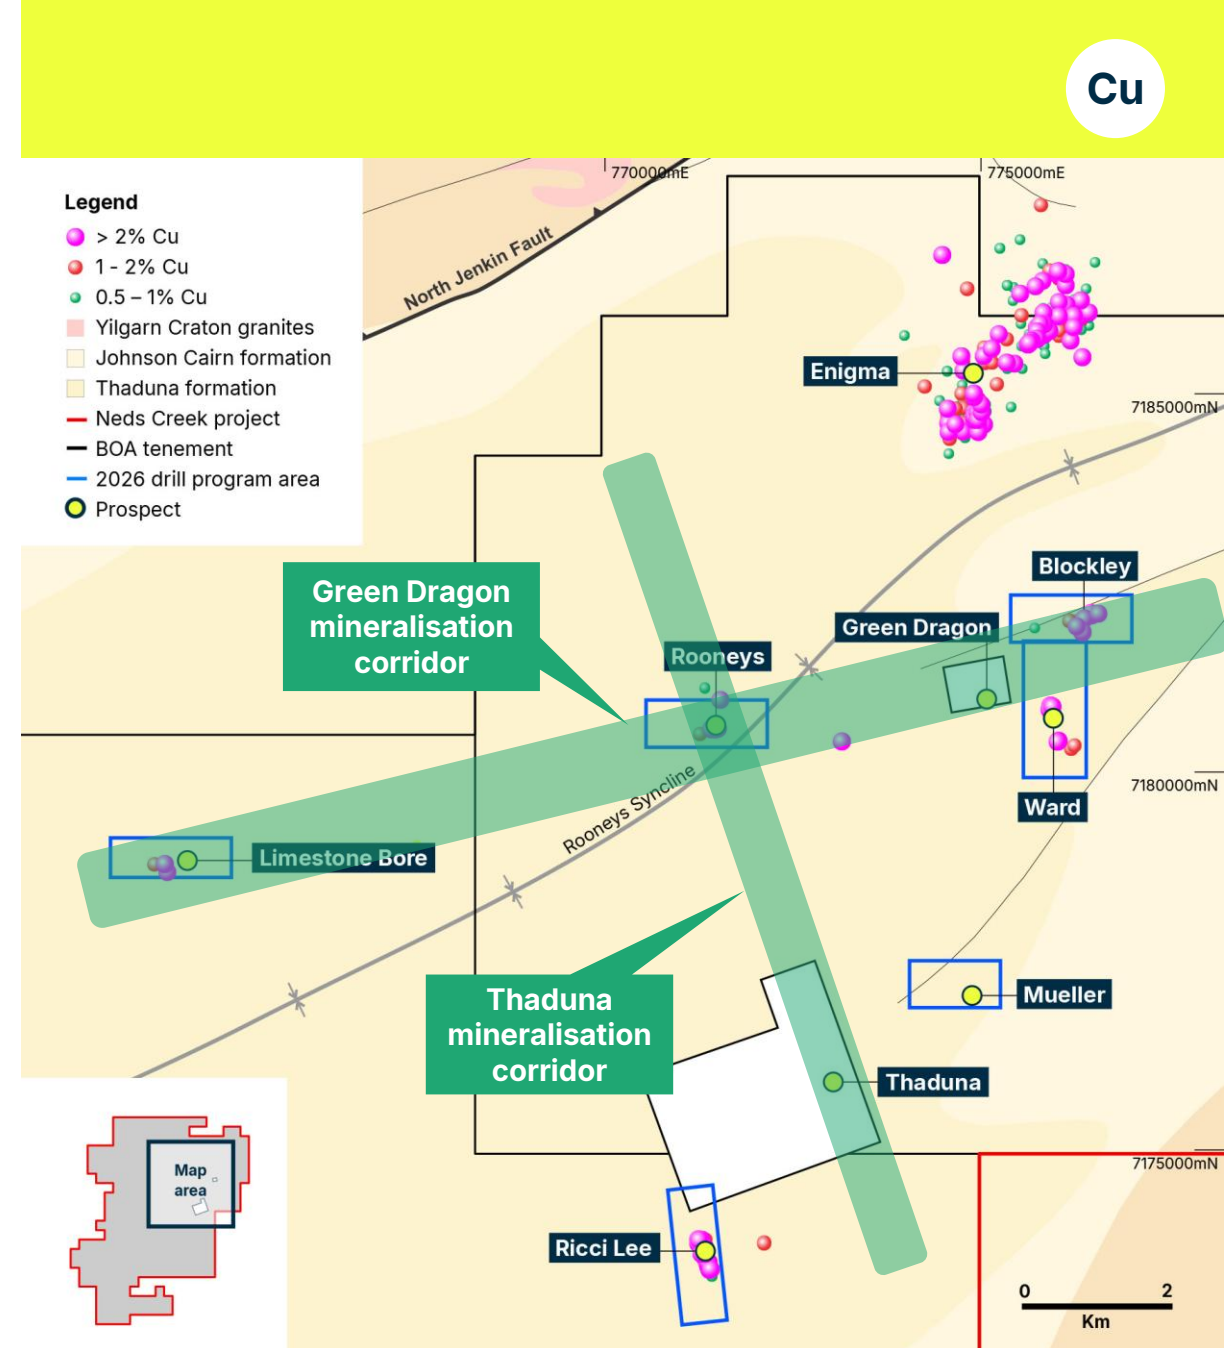 Cu
770000mE
775000mE
Legend
> 2% Cu
1 - 2% Cu
0.5 – 1% Cu
Yilgarn Craton granites
Johnson Cairn formation
Thaduna formation
Neds Creek project
BOA tenement
2026 drill program area
Prospect
North Jenkin Fault
Enigma
7185000mN
Blockley
Green Dragon
mineralisation
corridor
Green Dragon
Rooneys
Rooneys Syncline
7180000mN
Ward
Limestone Bore
Thaduna
mineralisation
corridor
Mueller
Thaduna
7175000mN
Map
area
Ricci Lee
0 2
Km